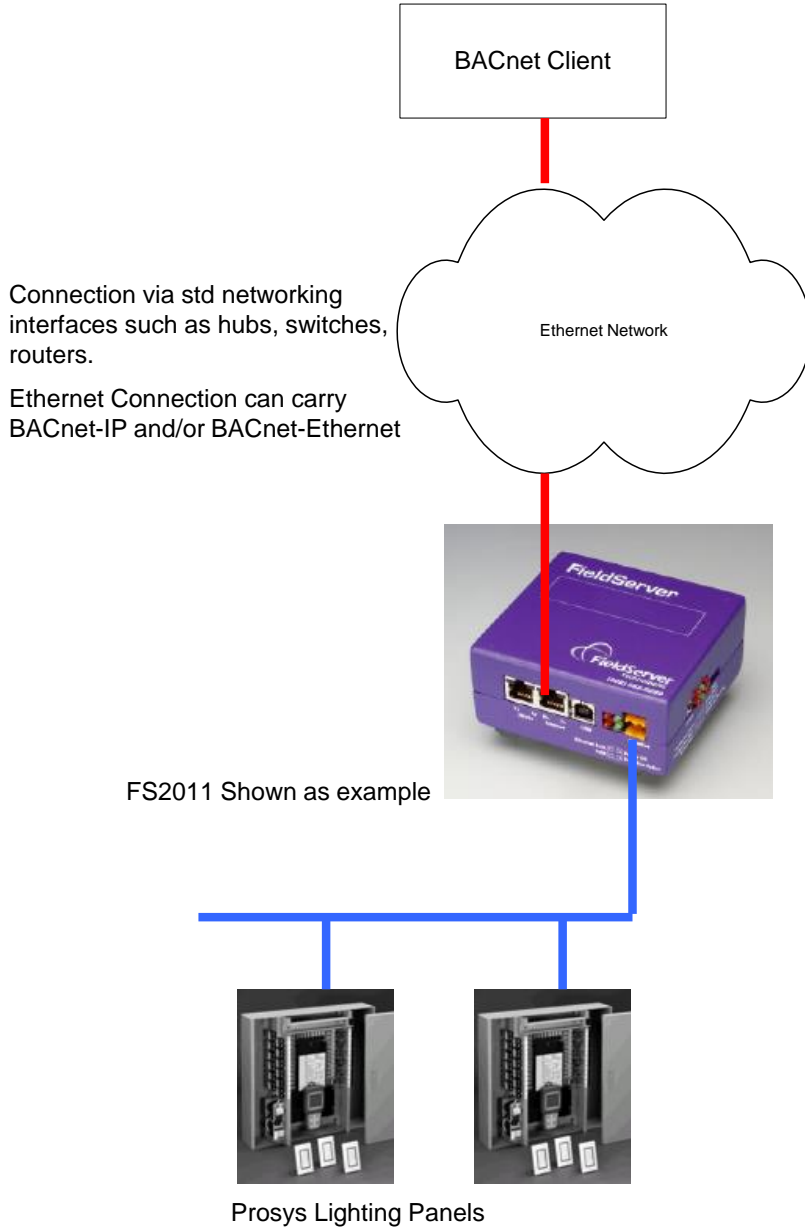 BACnet Client
Ethernet Network
Connection via std networking
interfaces such as hubs, switches,
routers.
Ethernet Connection can carry
BACnet-IP and/or BACnet-Ethernet
FieldServer
FieldServer
FS2011 Shown as example
Prosys Lighting Panels